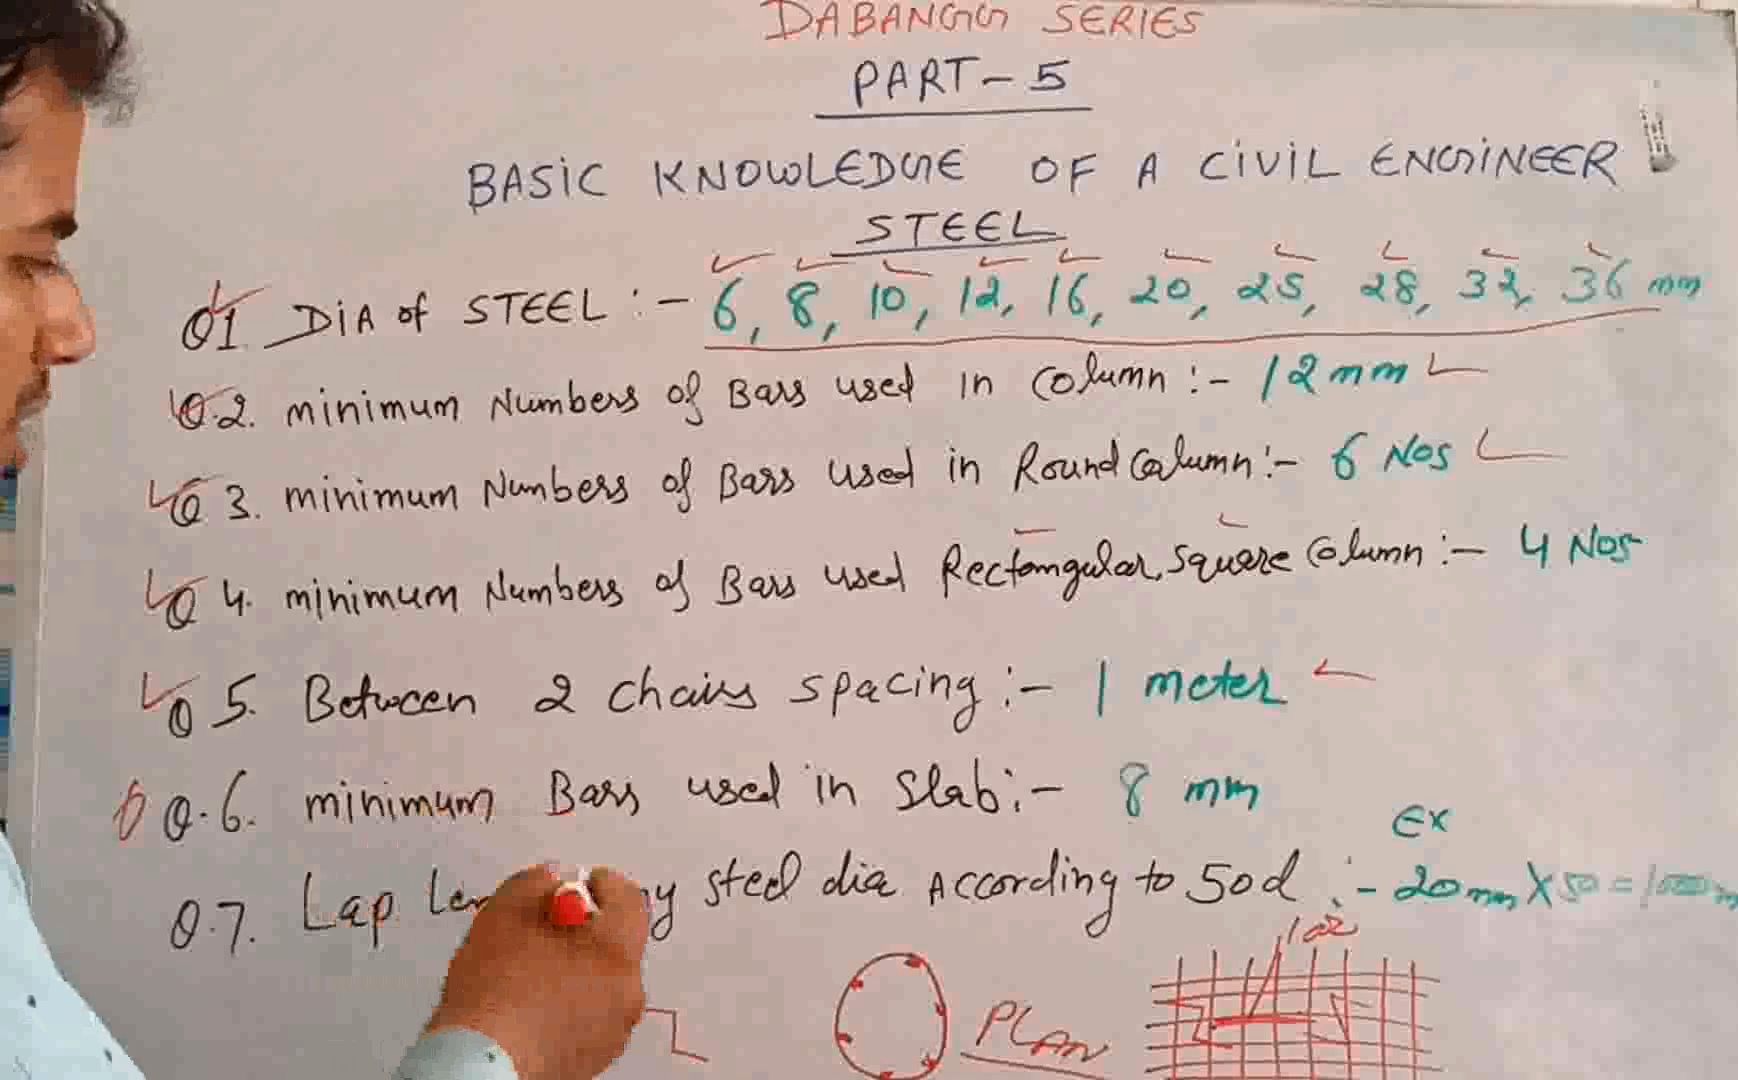 DABANGG SERIES
PART-5
BASIC KNOWLEDGE OF A CIVIL ENGINEER
STEEL
Q1 DIA of STEEL :- 6, 8, 10, 12, 16, 20, 25, 28, 32, 36 mm
Q.2. minimum Numbers of Bars used in Column :- 12 mm
Q 3. minimum Numbers of Bars used in Round Column :- 6 Nos
Q 4. minimum Numbers of Bars used Rectangular, Square Column :- 4 Nos
Q 5. Between 2 chairs spacing :- 1 meter
Q.6. minimum Bars used in Slab :- 8 mm
Ex
Q.7. Lap steel dia According to 50d :- 20mm X 50 = 1000m
PLAN